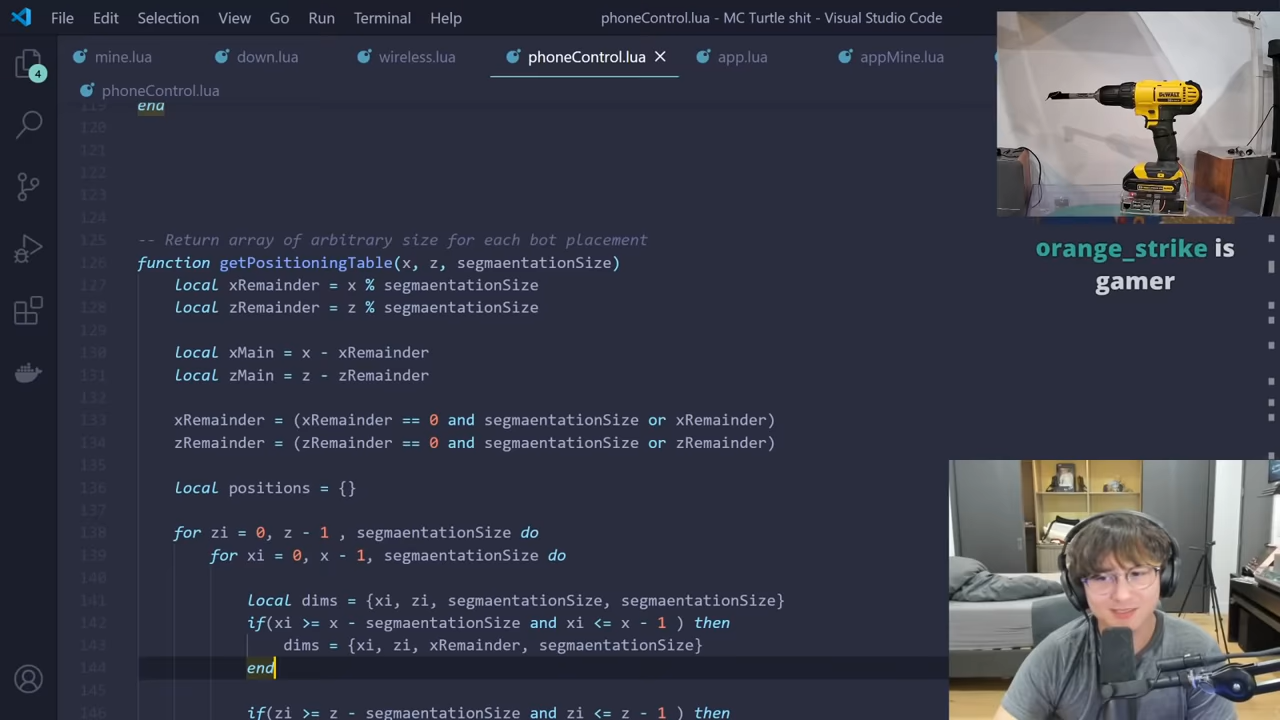 File Edit Selection View Go Run Terminal Help
phoneControl.lua - MC Turtle shit - Visual Studio Code
mine.lua down.lua wireless.lua phoneControl.lua app.lua appMine.lua
4
phoneControl.lua
119 end
120
121
122
123
124
125 -- Return array of arbitrary size for each bot placement
126 function getPositioningTable(x, z, segmaentationSize)
127 local xRemainder = x % segmaentationSize
128 local zRemainder = z % segmaentationSize
129
130 local xMain = x - xRemainder
131 local zMain = z - zRemainder
132
133 xRemainder = (xRemainder == 0 and segmaentationSize or xRemainder)
134 zRemainder = (zRemainder == 0 and segmaentationSize or zRemainder)
135
136 local positions = {}
138 for zi = 0, z - 1 , segmaentationSize do
139 for xi = 0, x - 1, segmaentationSize do
140
141 local dims = {xi, zi, segmaentationSize, segmaentationSize}
142 if(xi >= x - segmaentationSize and xi <= x - 1 ) then
143 dims = {xi, zi, xRemainder, segmaentationSize}
144 end
145
146 if(zi >= z - segmaentationSize and zi <= z - 1 ) then
DEWALT
orange_strike is
gamer